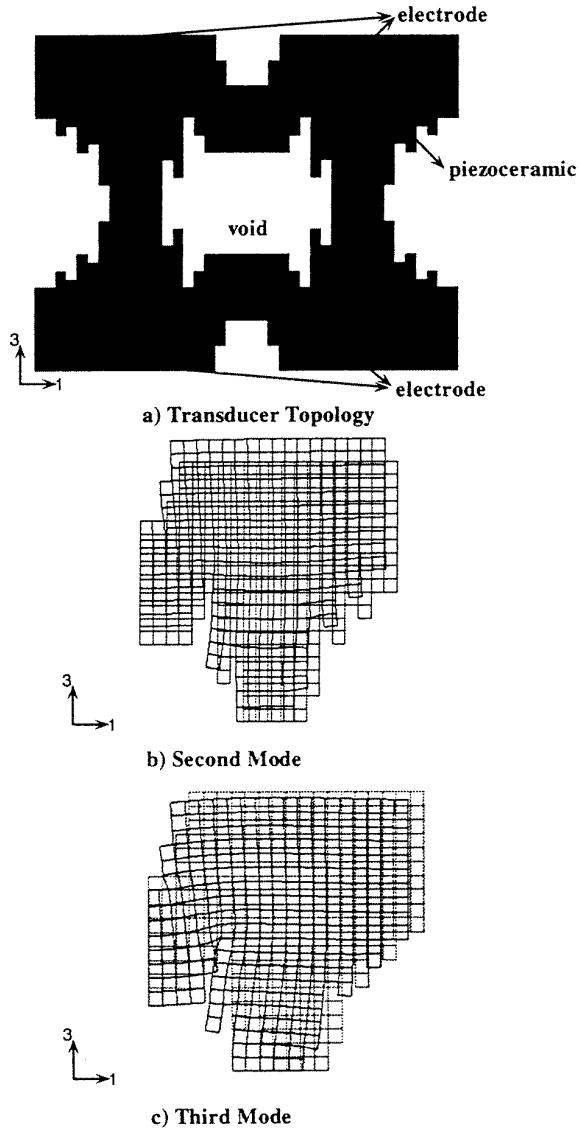 electrode
piezoceramic
void
3
1
electrode
a) Transducer Topology
3
1
b) Second Mode
3
1
c) Third Mode